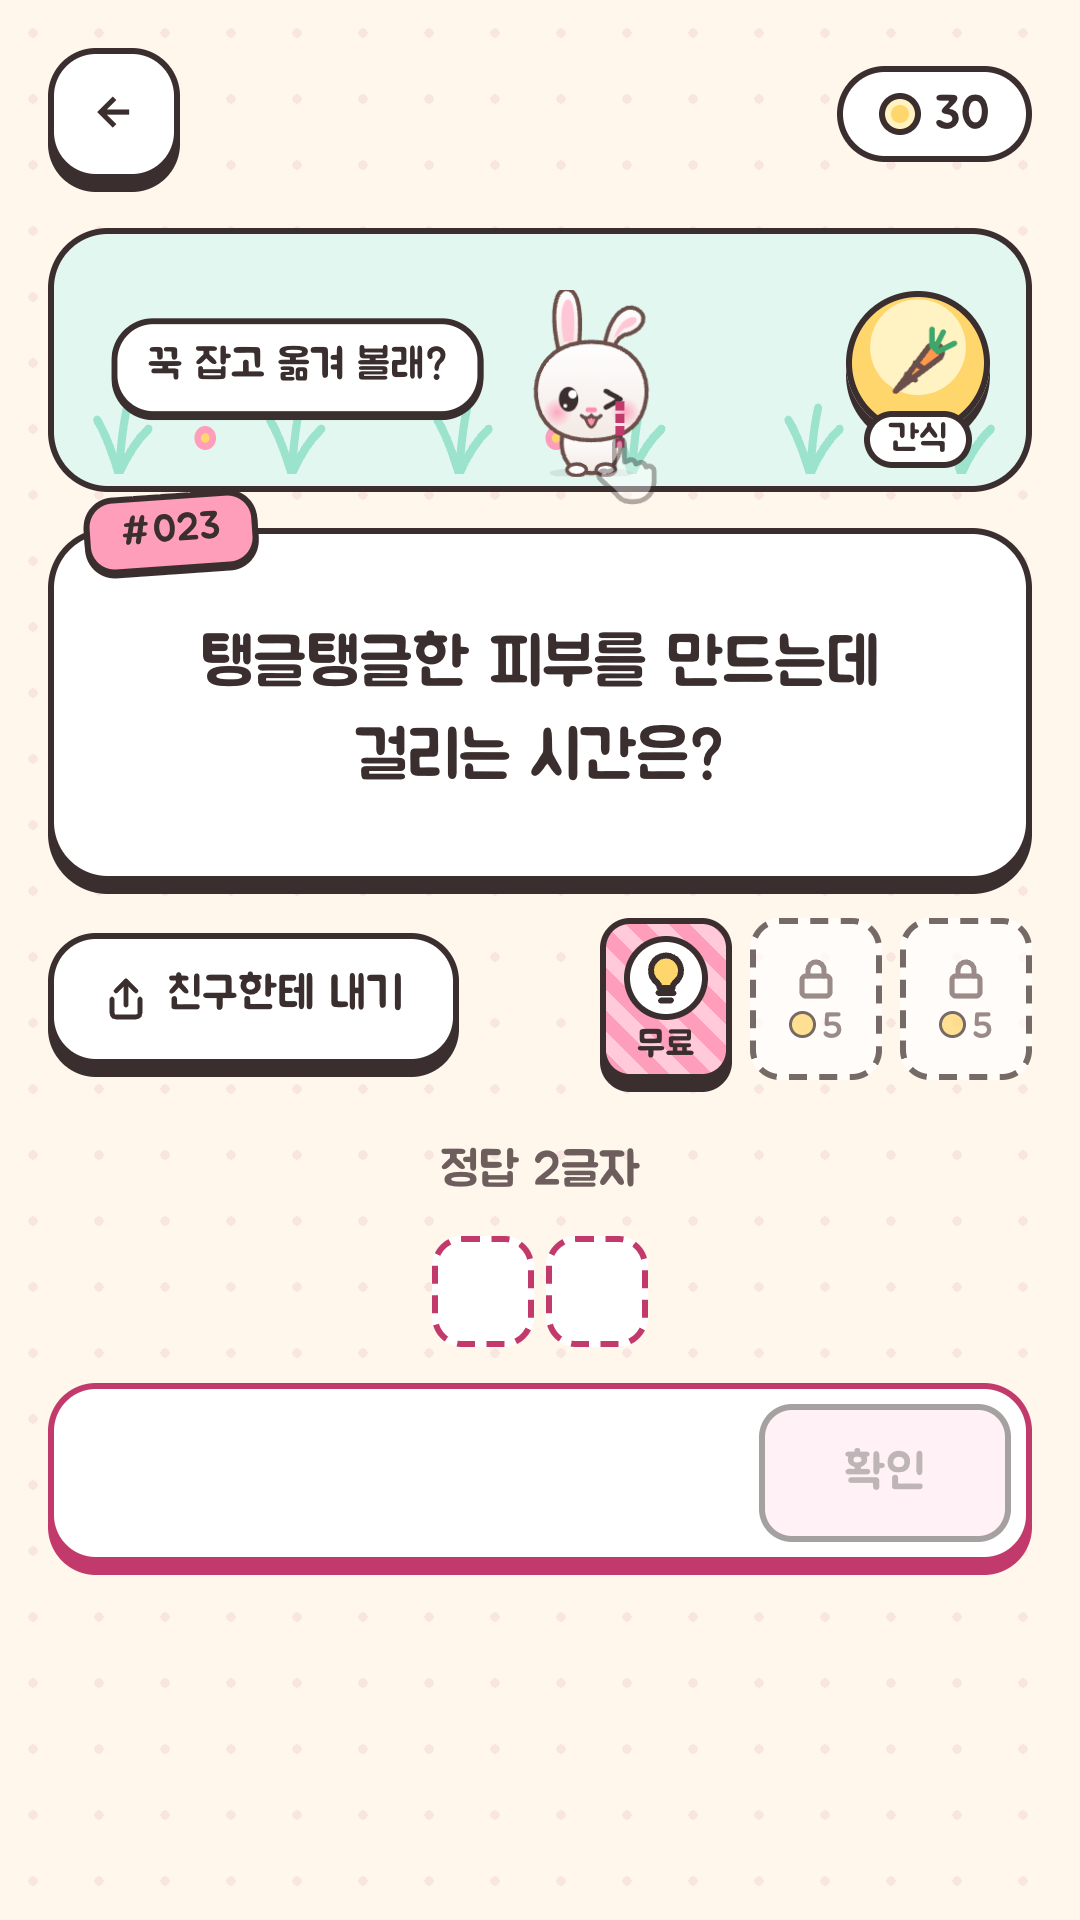 30
꾹 잡고 옮겨 볼래?
간식
#023
탱글탱글한 피부를 만드는데
걸리는 시간은?
친구한테 내기
무료
5
5
정답 2글자
확인